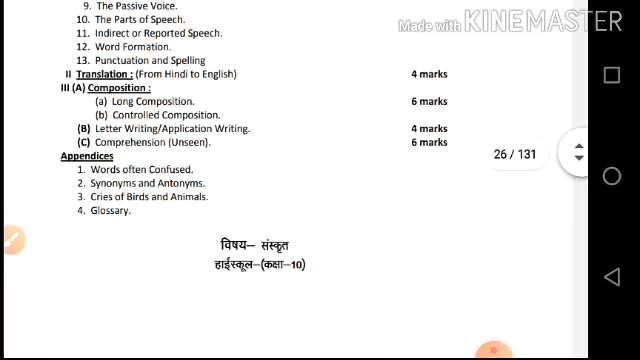 9. The Passive Voice.
Made with KINEMASTER
10. The Parts of Speech.
11. Indirect or Reported Speech.
12. Word Formation.
13. Punctuation and Spelling
II Translation : (From Hindi to English) 4 marks
III (A) Composition :
(a) Long Composition. 6 marks
(b) Controlled Composition.
(B) Letter Writing/Application Writing. 4 marks
(C) Comprehension (Unseen). 6 marks
26 / 131
Appendices
1. Words often Confused.
2. Synonyms and Antonyms.
3. Cries of Birds and Animals.
4. Glossary.
विषय– संस्कृत
हाईस्कूल–(कक्षा–10)